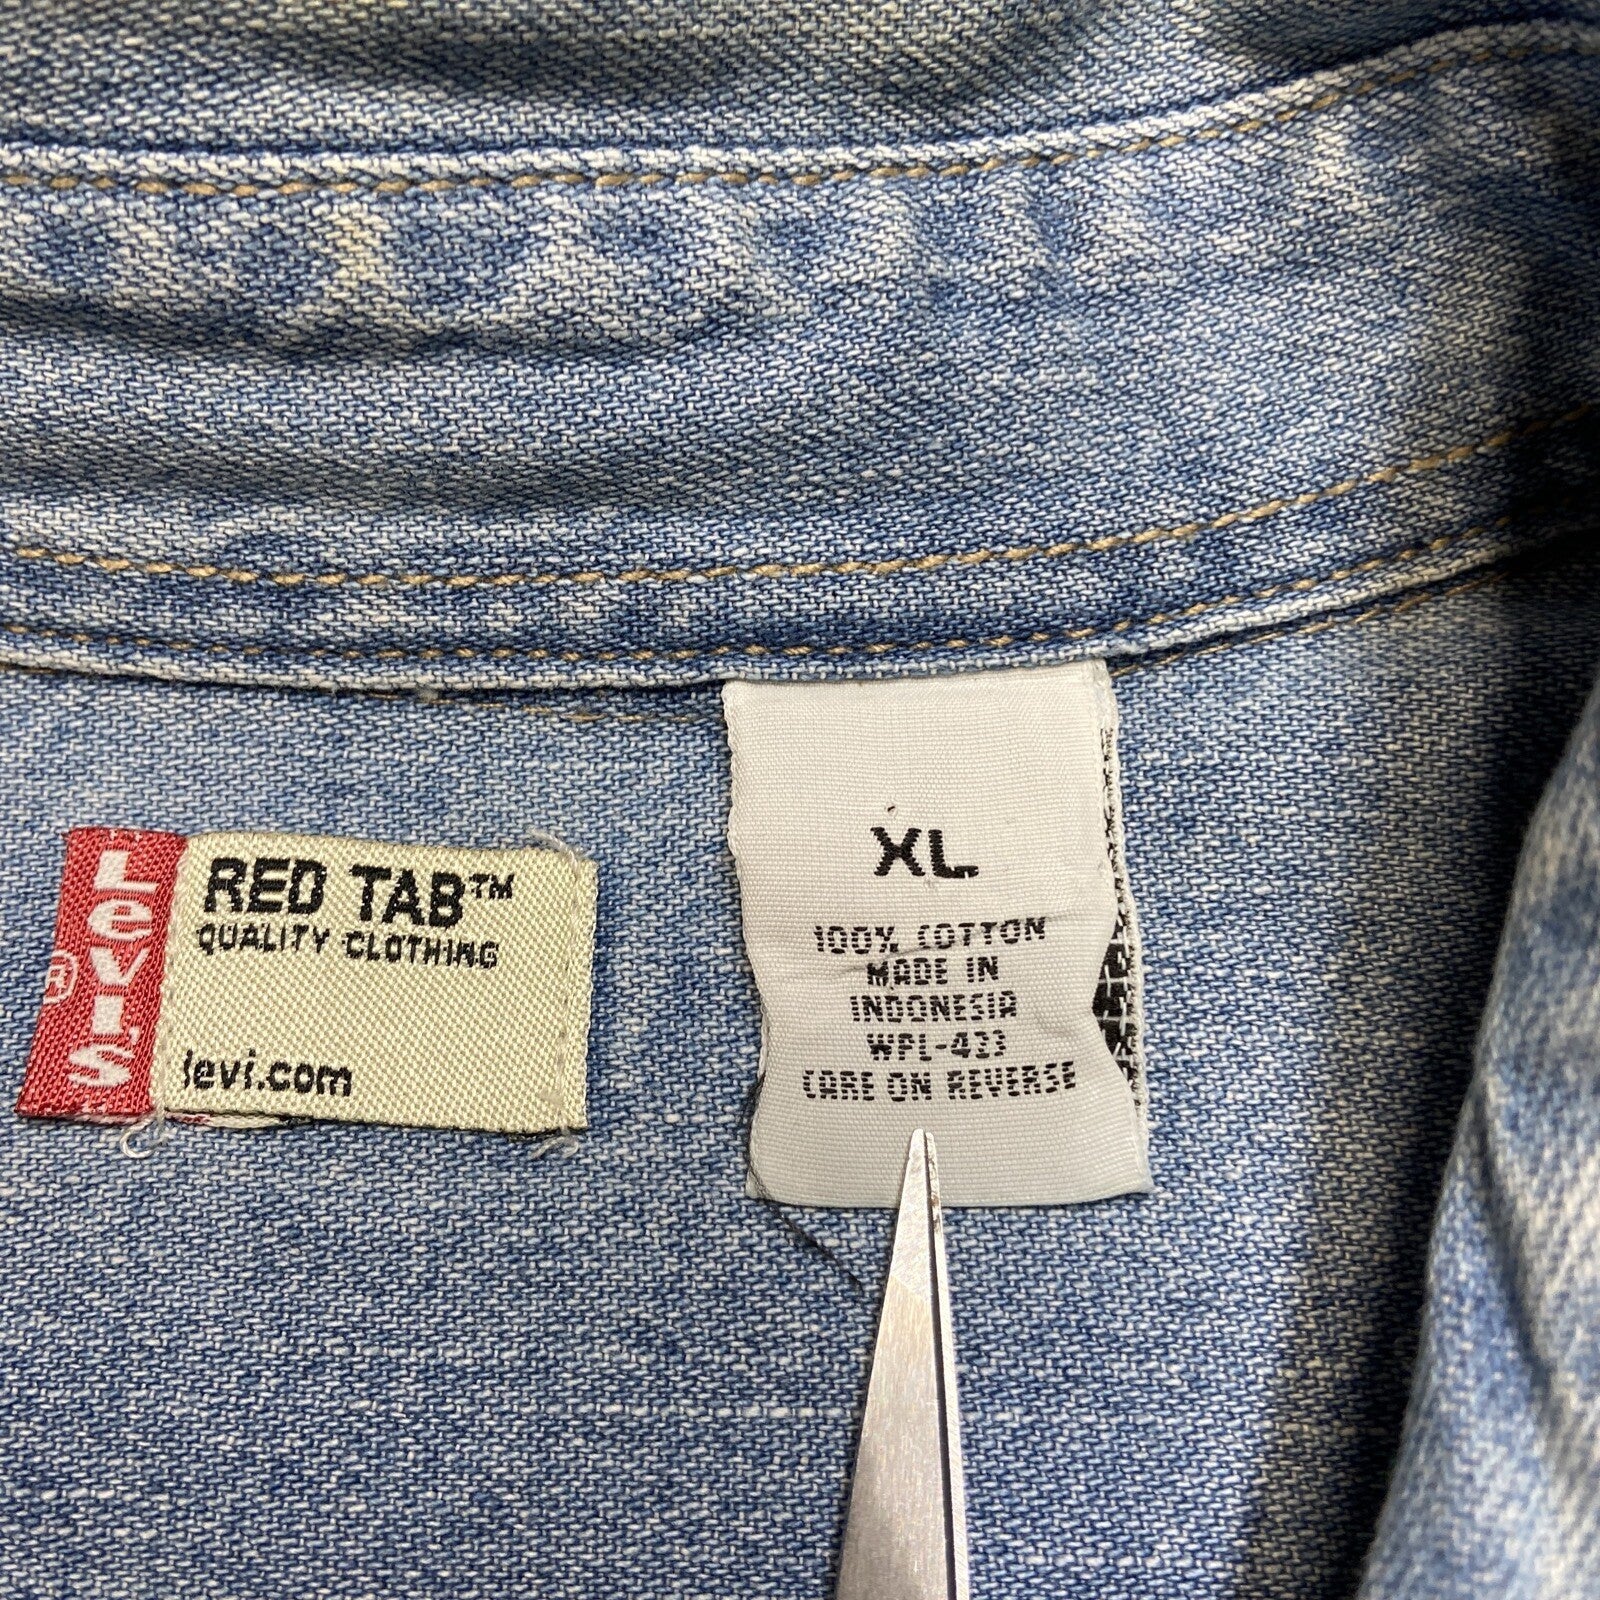 LEVI'S
®
RED TAB™
QUALITY CLOTHING
levi.com
XL
100% COTTON
MADE IN
INDONESIA
WPL-423
CARE ON REVERSE